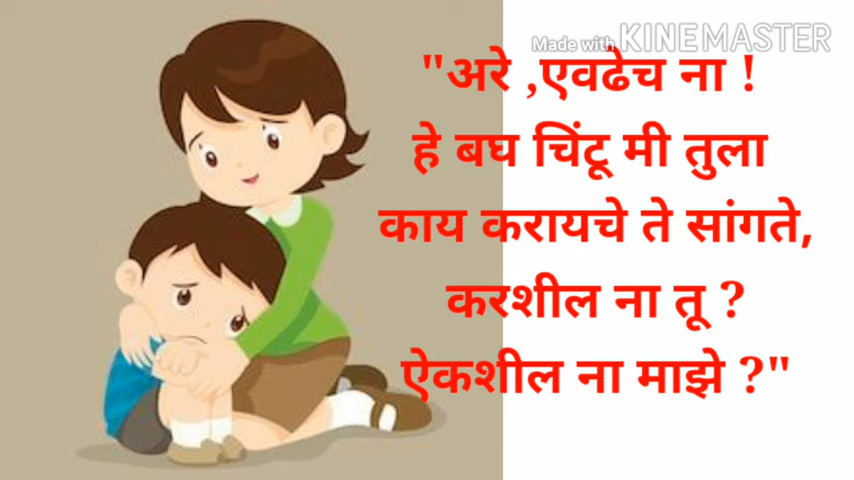 Made with KINEMASTER
"अरे ,एवढेच ना !
हे बघ चिंटू मी तुला
काय करायचे ते सांगते,
करशील ना तू ?
ऐकशील ना माझे ?"